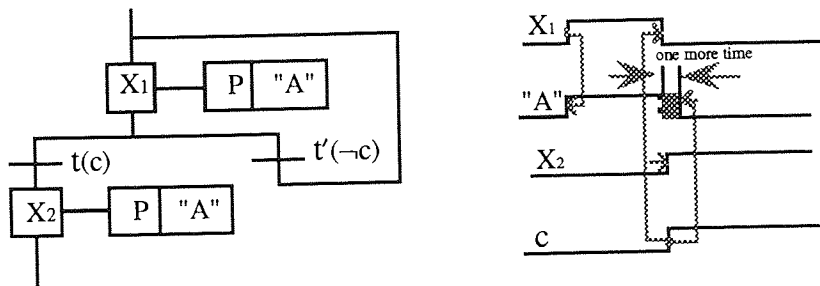 X1 P "A"
t(c) t'(¬c)
X2 P "A"
X1
one more time
"A"
X2
c